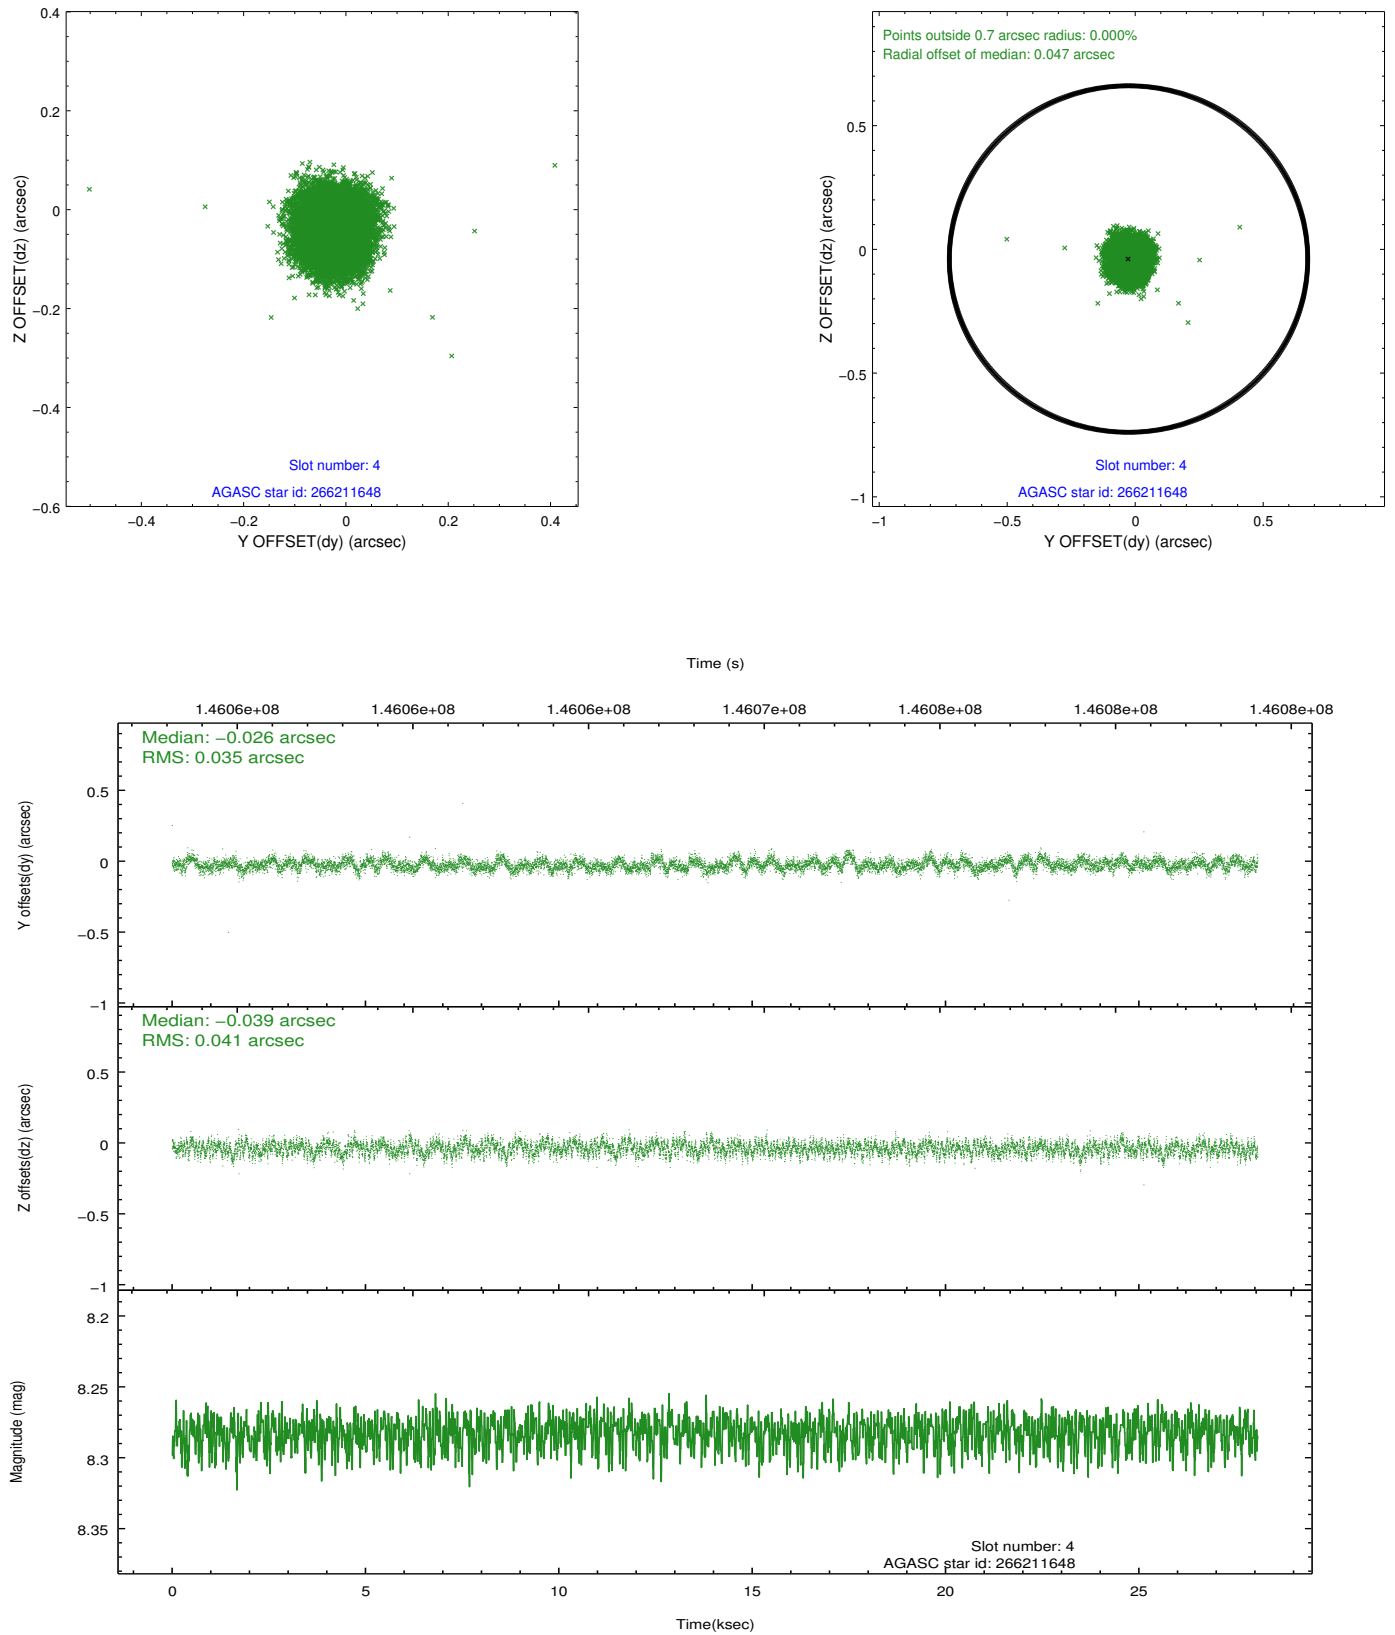 0.4
0.2
0
−0.2
−0.4
−0.6
Z OFFSET(dz) (arcsec)
Slot number: 4
AGASC star id: 266211648
−0.4 −0.2 0 0.2 0.4
Y OFFSET(dy) (arcsec)
Points outside 0.7 arcsec radius: 0.000%
Radial offset of median: 0.047 arcsec
0.5
0
−0.5
−1
Z OFFSET(dz) (arcsec)
Slot number: 4
AGASC star id: 266211648
−1 −0.5 0 0.5
Y OFFSET(dy) (arcsec)
Time (s)
1.4606e+08 1.4606e+08 1.4606e+08 1.4607e+08 1.4608e+08 1.4608e+08 1.4608e+08
Median: −0.026 arcsec
RMS: 0.035 arcsec
0.5
0
−0.5
−1
Y offsets(dy) (arcsec)
Median: −0.039 arcsec
RMS: 0.041 arcsec
0.5
0
−0.5
−1
Z offsets(dz) (arcsec)
8.2
8.25
8.3
8.35
Magnitude (mag)
Slot number: 4
AGASC star id: 266211648
0 5 10 15 20 25
Time(ksec)